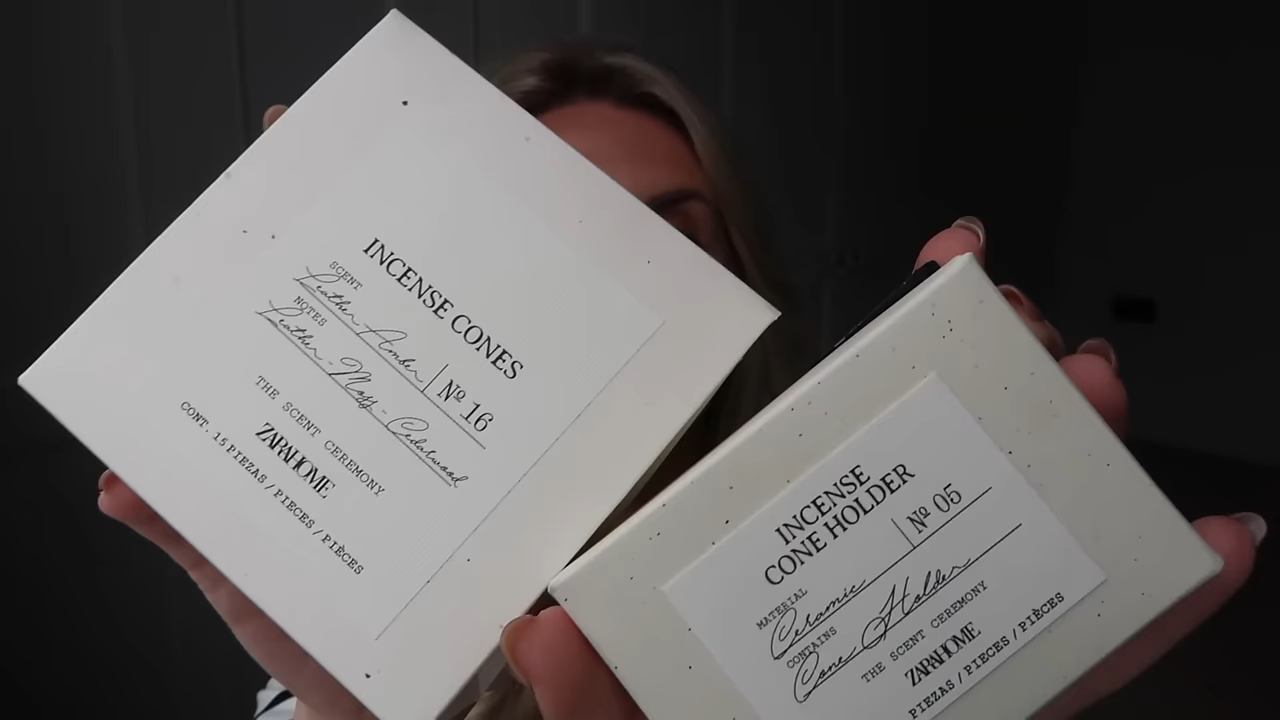 INCENSE CONES
SCENT
Leather Amber | Nº 16
NOTES
Leather - Moss - Cedarwood
THE SCENT CEREMONY
ZARAHOME
CONT. 15 PIEZAS / PIECES / PIÈCES
INCENSE
CONE HOLDER
MATERIAL
Ceramic | Nº 05
CONTAINS
Cone Holder
THE SCENT CEREMONY
ZARAHOME
PIEZAS / PIECES / PIÈCES